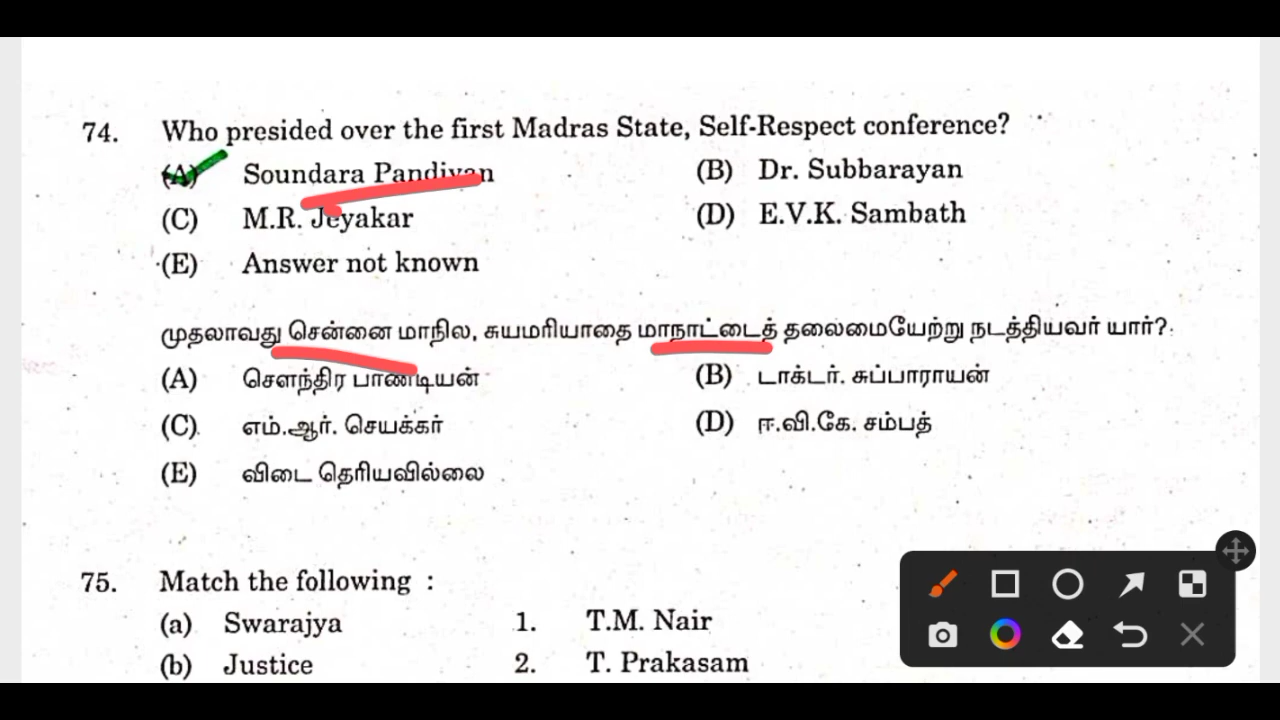 74. Who presided over the first Madras State, Self-Respect conference?
(A) Soundara Pandiyan (B) Dr. Subbarayan
(C) M.R. Jeyakar (D) E.V.K. Sambath
(E) Answer not known
முதலாவது சென்னை மாநில, சுயமரியாதை மாநாட்டைத் தலைமையேற்று நடத்தியவர் யார்?
(A) சௌந்திர பாண்டியன் (B) டாக்டர். சுப்பாராயன்
(C) எம்.ஆர். செயக்கர் (D) ஈ.வி.கே. சம்பத்
(E) விடை தெரியவில்லை
75. Match the following :
(a) Swarajya 1. T.M. Nair
(b) Justice 2. T. Prakasam